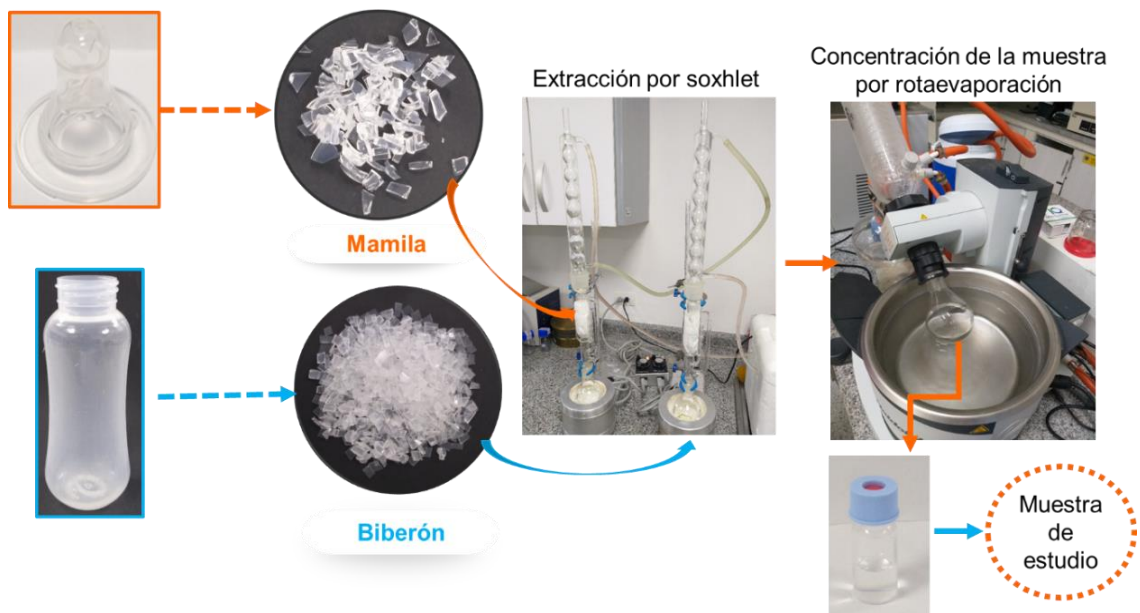 Extracción por soxhlet
Concentración de la muestra
por rotaevaporación
Mamila
Biberón
Muestra
de
estudio